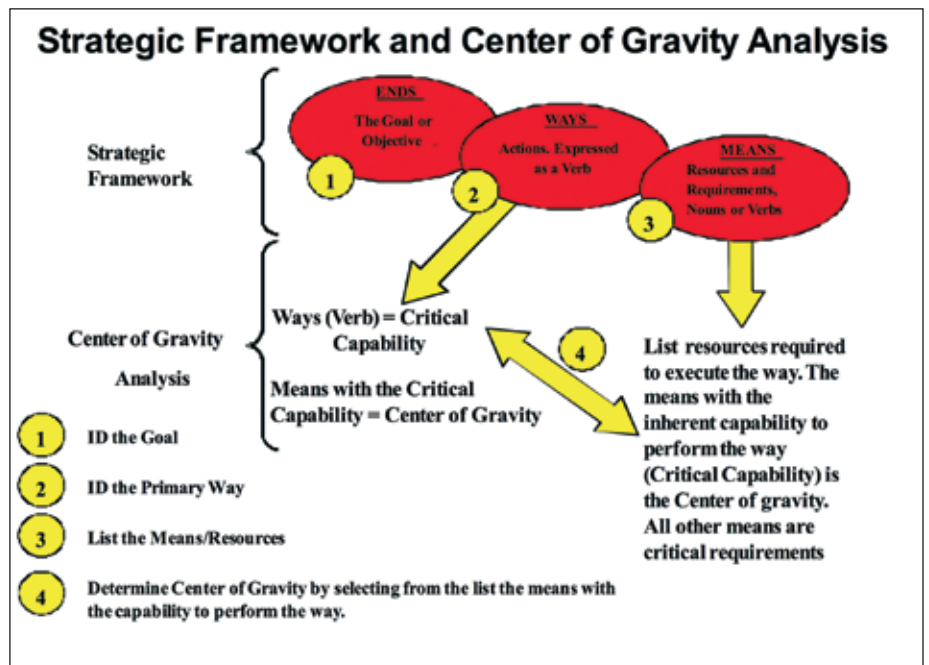 Strategic Framework and Center of Gravity Analysis
ENDS
The Goal or
Objective
1
WAYS
Actions. Expressed
as a Verb
2
MEANS
Resources and
Requirements,
Nouns or Verbs
3
Strategic
Framework
Center of Gravity
Analysis
Ways (Verb) = Critical
Capability
Means with the Critical
Capability = Center of Gravity
4
List resources required
to execute the way. The
means with the
inherent capability to
perform the way
(Critical Capability) is
the Center of gravity.
All other means are
critical requirements
1 ID the Goal
2 ID the Primary Way
3 List the Means/Resources
4 Determine Center of Gravity by selecting from the list the means with
the capability to perform the way.